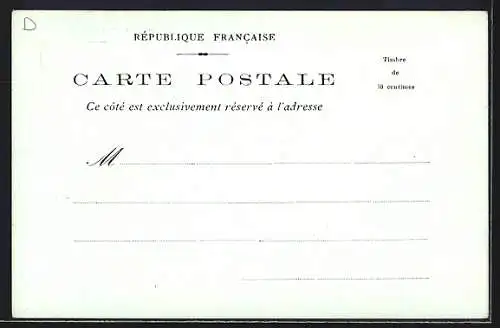 D
RÉPUBLIQUE FRANÇAISE
CARTE POSTALE
Ce côté est exclusivement réservé à l'adresse
Timbre
de
10 centimes
M